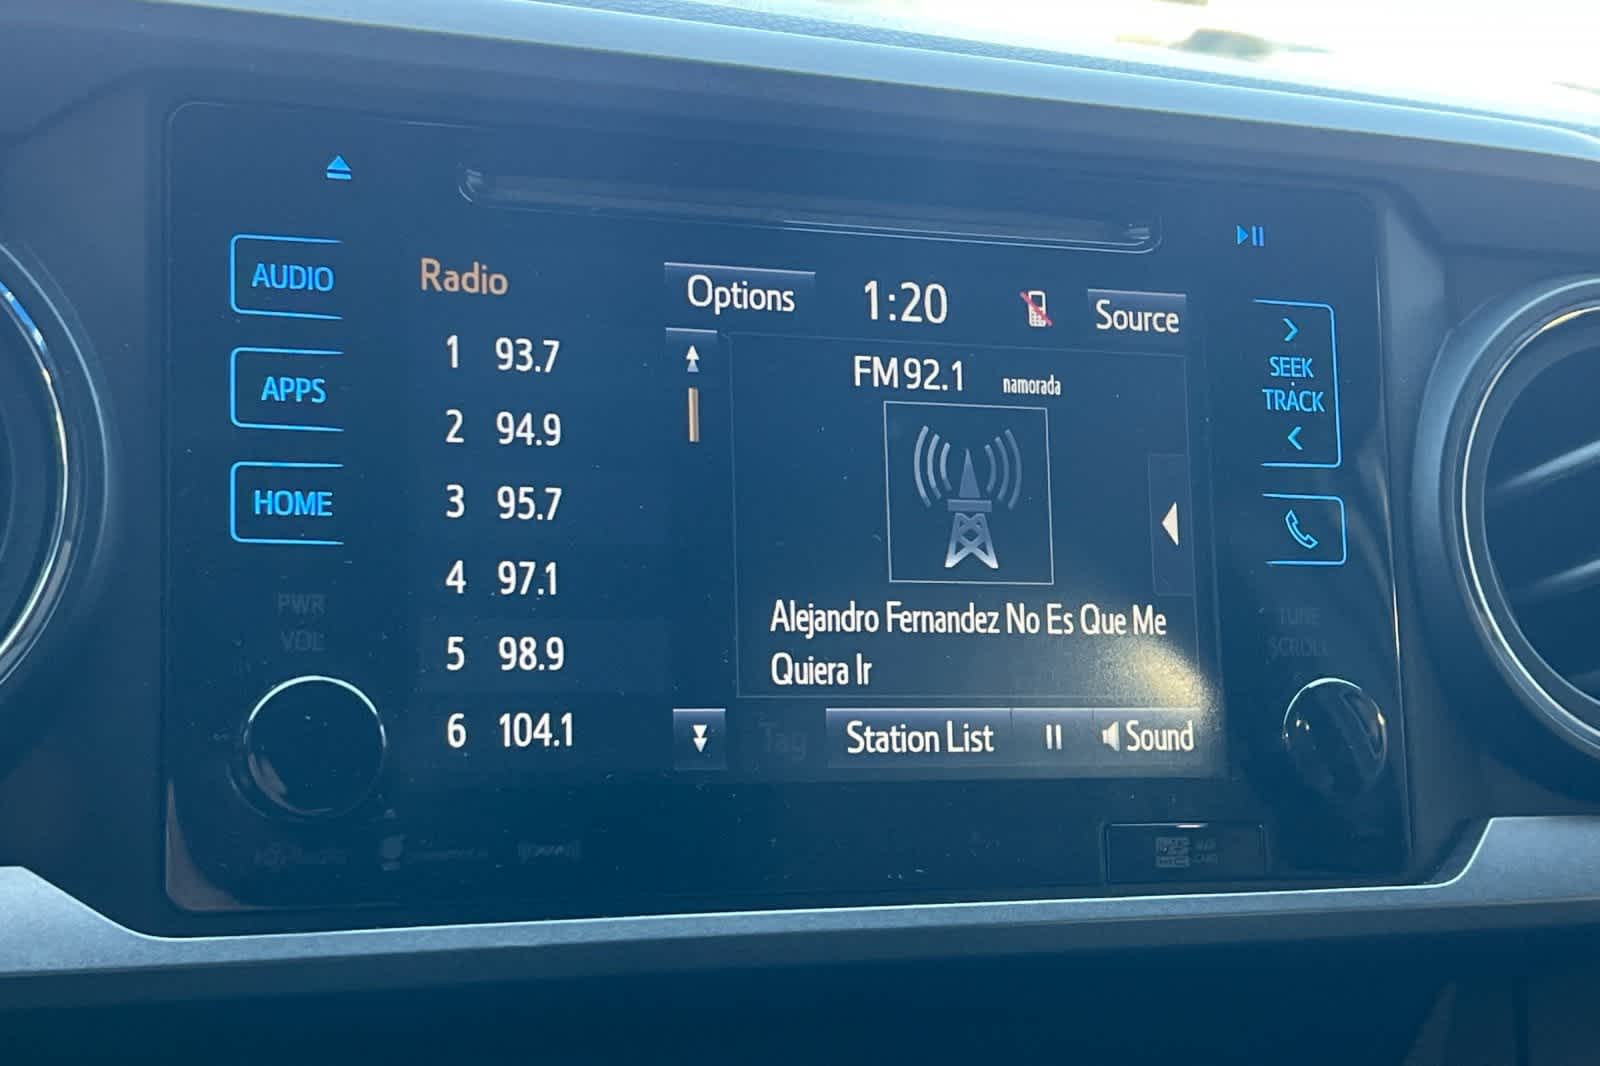 AUDIO
APPS
HOME
PWR
VOL
Radio
Options
1:20
Source
1 93.7
2 94.9
3 95.7
4 97.1
5 98.9
6 104.1
FM 92.1 namorada
Alejandro Fernandez No Es Que Me
Quiera Ir
Tag
Station List
Sound
SEEK
TRACK
TUNE
SCROLL